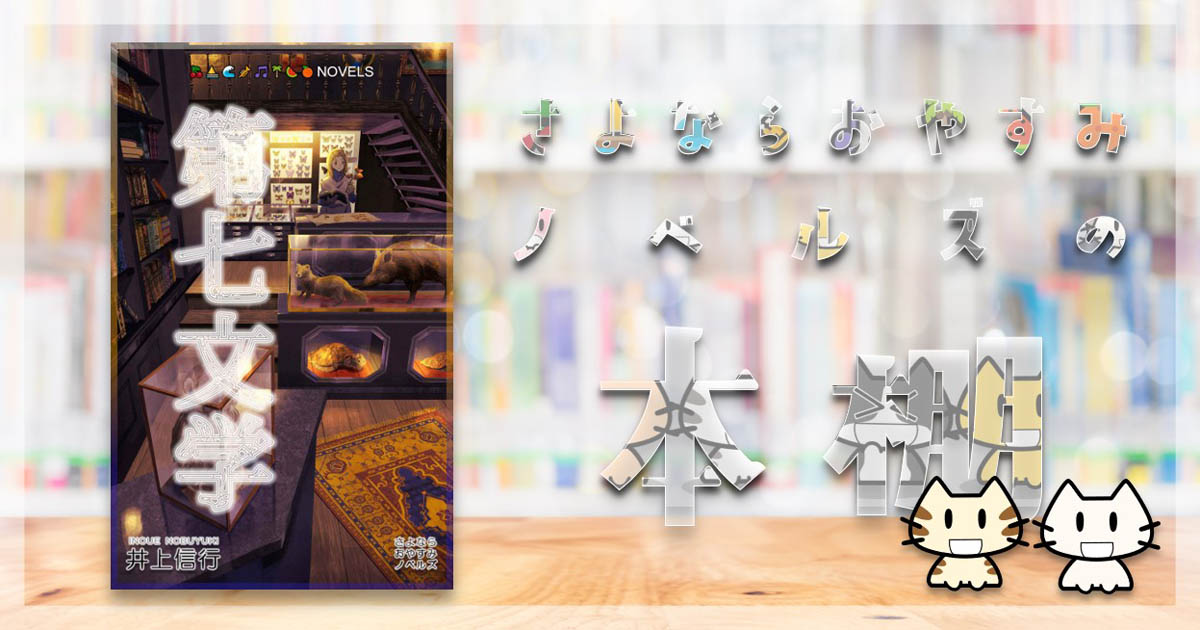 🍒🍐🌊🎺🎵🌴🍉🍊 NOVELS
第七文学
INOUE NOBUYUKI
井上信行
さよなら
おやすみ
ノベルズ
さよならおやすみ
ノベルズの
本棚